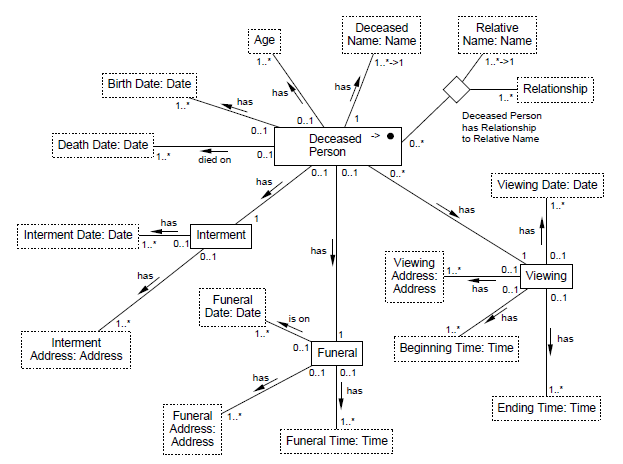 Age
1..*
has
Deceased
Name: Name
1..*->1
has
Relative
Name: Name
1..*->1
Relationship
1..*
Deceased Person
has Relationship
to Relative Name
Birth Date: Date
1..*
has
0..1
0..1
1
Deceased
Person
->
0..*
Death Date: Date
1..*
died on
0..1
0..1
0..1
0..*
has
has
has
Viewing Date: Date
1..*
has
Interment Date: Date
1..*
has
0..1
Interment
1
0..1
has
1..*
Interment
Address: Address
Viewing
Address:
Address
1..*
has
0..1
1
0..1
Viewing
0..1
0..1
has
1..*
Beginning Time: Time
has
1..*
Ending Time: Time
Funeral
Date: Date
1..*
is on
0..1
1
Funeral
0..1
0..1
has
1..*
Funeral
Address:
Address
has
1..*
Funeral Time: Time